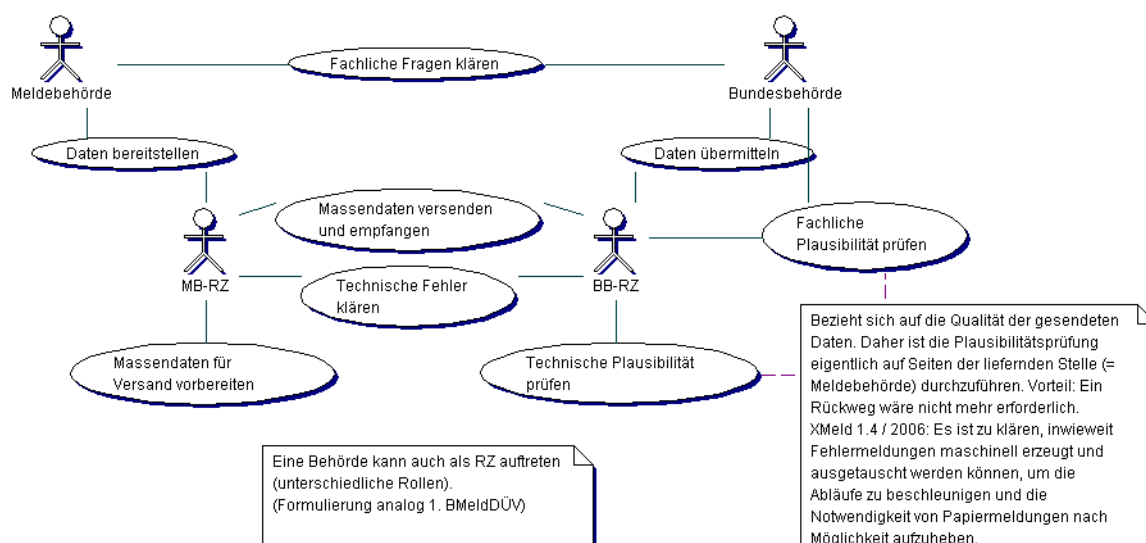 Fachliche Fragen klären
Meldebehörde
Bundesbehörde
Daten bereitstellen
Daten übermitteln
Massendaten versenden
und empfangen
Fachliche
Plausibilität prüfen
MB-RZ
Technische Fehler
klären
BB-RZ
Massendaten für
Versand vorbereiten
Technische Plausibilität
prüfen
Bezieht sich auf die Qualität der gesendeten
Daten. Daher ist die Plausibilitätsprüfung
eigentlich auf Seiten der liefernden Stelle (=
Meldebehörde) durchzuführen. Vorteil: Ein
Rückweg wäre nicht mehr erforderlich.
XMeld 1.4 / 2006: Es ist zu klären, inwieweit
Fehlermeldungen maschinell erzeugt und
ausgetauscht werden können, um die
Abläufe zu beschleunigen und die
Notwendigkeit von Papiermeldungen nach
Möglichkeit aufzuheben.
Eine Behörde kann auch als RZ auftreten
(unterschiedliche Rollen).
(Formulierung analog 1. BMeldDÜV)